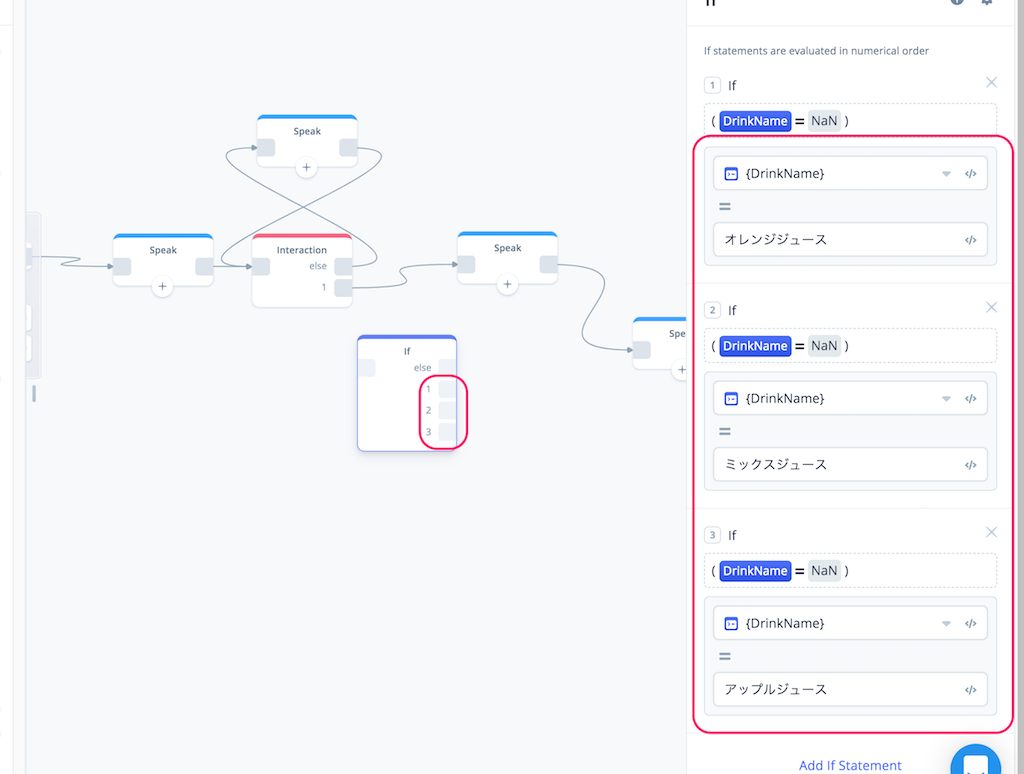 If
If statements are evaluated in numerical order
1 If
( DrinkName = NaN )
{DrinkName}
=
オレンジジュース
2 If
( DrinkName = NaN )
{DrinkName}
=
ミックスジュース
3 If
( DrinkName = NaN )
{DrinkName}
=
アップルジュース
Add If Statement
Speak
Speak
Interaction
else
1
Speak
Spe
If
else
1
2
3